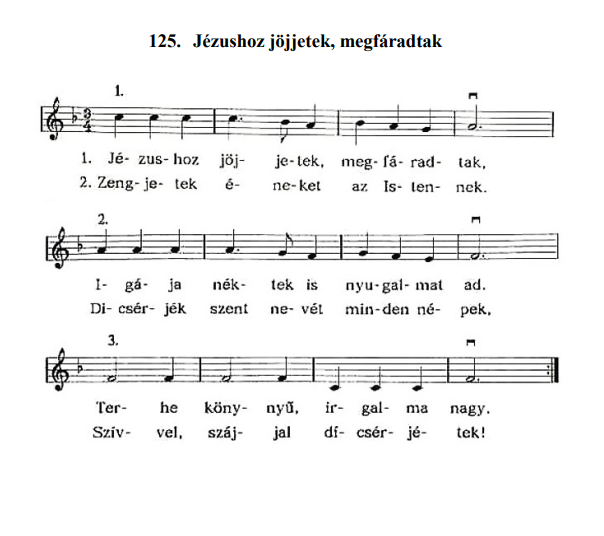 125. Jézushoz jöjjetek, megfáradtak
1.
3
4
1. Jé- zus- hoz jöj- je- tek, meg- fá- rad- tak,
2. Zeng- je- tek é- ne- ket az Is- ten- nek.
2.
I- gá- ja nék- tek is nyu- gal- mat ad.
Di- csér- jék szent ne- vét min- den né- pek,
3.
Ter- he köny- nyű, ir- gal- ma nagy.
Szív- vel, száj- jal di- csér- jé- tek!